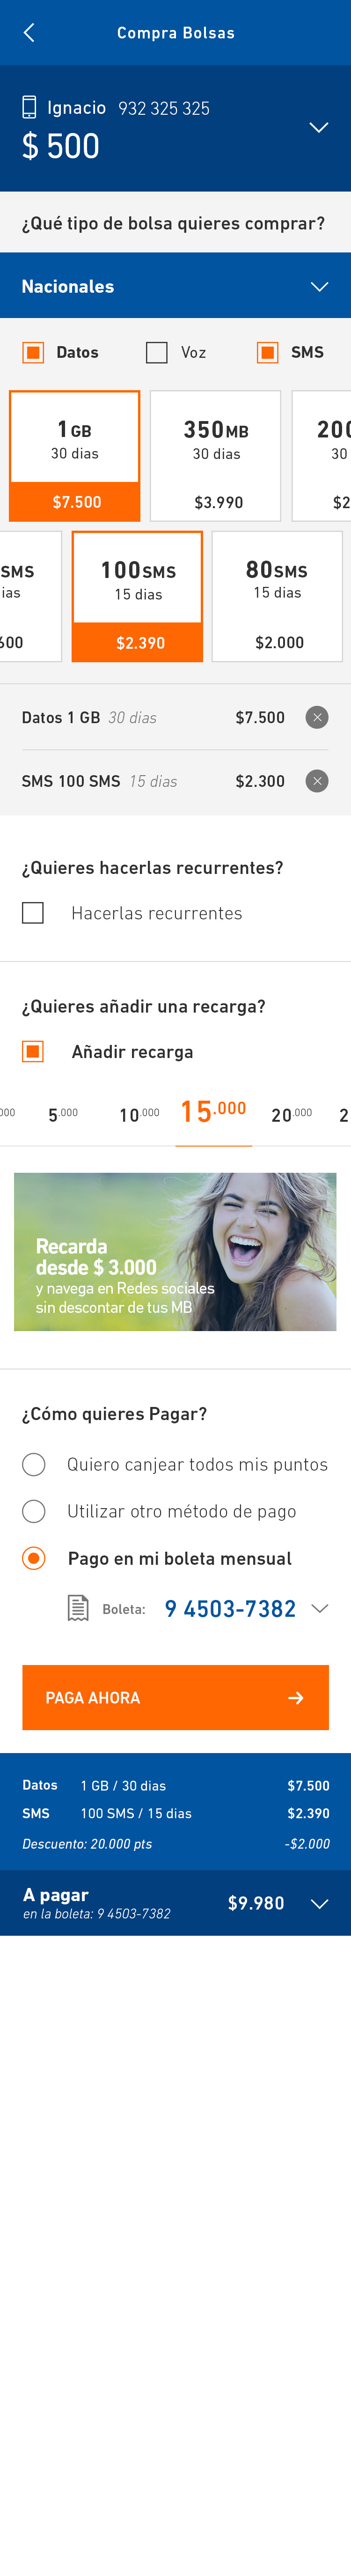 Compra Bolsas
Ignacio 932 325 325
$ 500
¿Qué tipo de bolsa quieres comprar?
Nacionales
Datos Voz SMS
1 GB 350 MB 200
30 dias 30 dias 30
$7.500 $3.990 $2
SMS 100 SMS 80 SMS
ias 15 dias 15 dias
600 $2.390 $2.000
Datos 1 GB 30 dias $7.500
SMS 100 SMS 15 dias $2.300
¿Quieres hacerlas recurrentes?
Hacerlas recurrentes
¿Quieres añadir una recarga?
Añadir recarga
000 5.000 10.000 15.000 20.000 2
Recarda
desde $ 3.000
y navega en Redes sociales
sin descontar de tus MB
¿Cómo quieres Pagar?
Quiero canjear todos mis puntos
Utilizar otro método de pago
Pago en mi boleta mensual
Boleta: 9 4503-7382
PAGA AHORA
Datos 1 GB / 30 dias $7.500
SMS 100 SMS / 15 dias $2.390
Descuento: 20.000 pts -$2.000
A pagar $9.980
en la boleta: 9 4503-7382